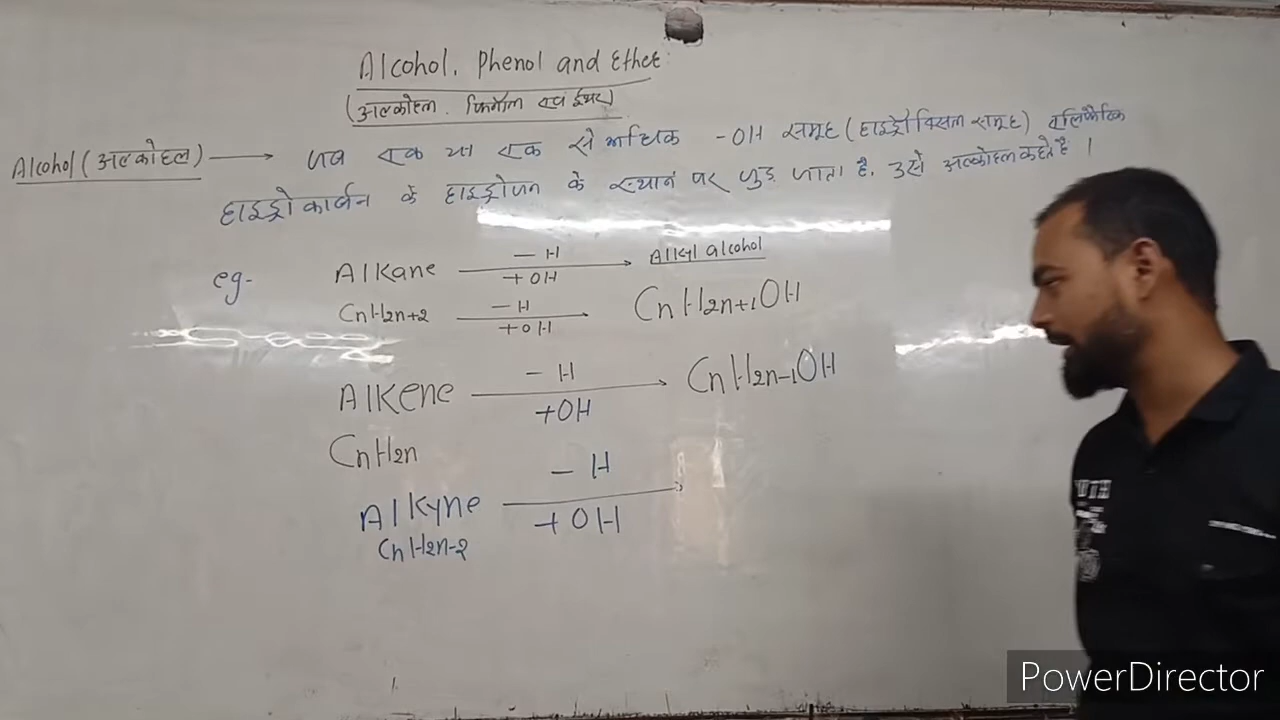 Alcohol, Phenol and Ether
(अल्कोहल, फिनॉल एवं ईथर)
Alcohol (अल्कोहल) → जब एक या एक से अधिक -OH समूह (हाइड्रोक्सिल समूह) एलिफैटिक
हाइड्रोकार्बन के हाइड्रोजन के स्थान पर जुड़ जाता है, उसे अल्कोहल कहते है ।
eg- Alkane -H +OH → Alkyl alcohol
CnH2n+2 -H +OH → CnH2n+1OH
Alkene -H +OH → CnH2n-1OH
CnH2n
Alkyne -H +OH →
CnH2n-2
PowerDirector